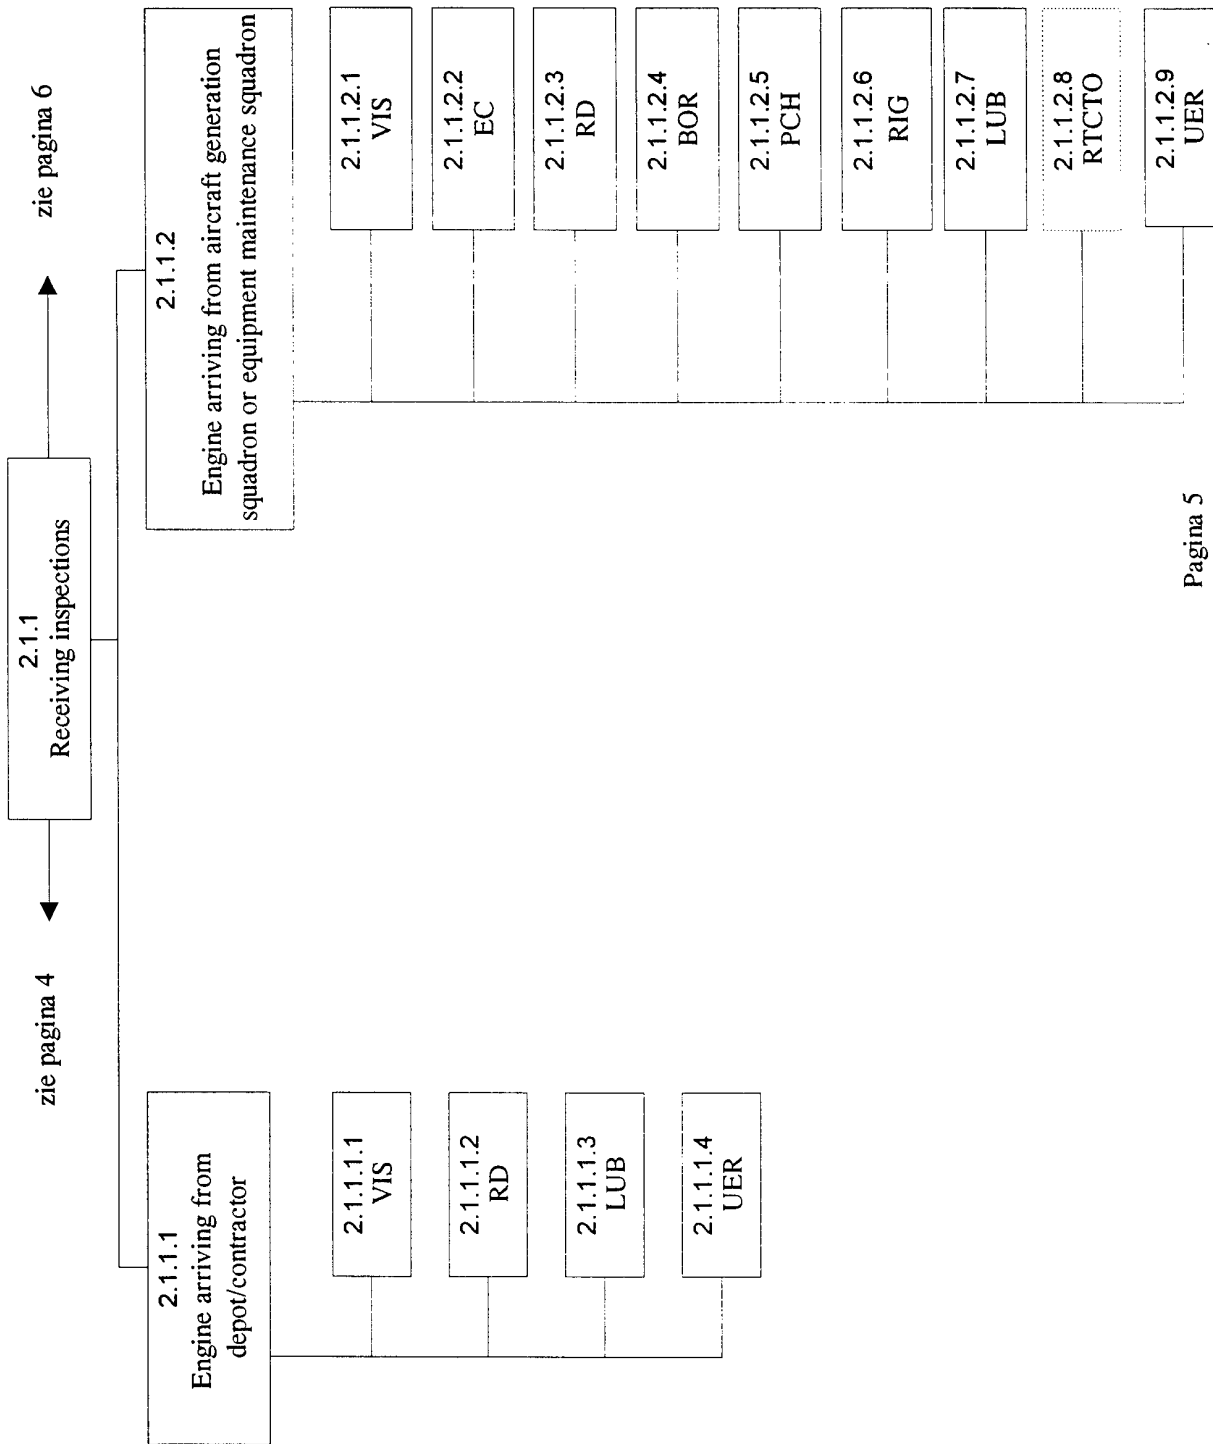 zie pagina 4
zie pagina 6
2.1.1
Receiving inspections
2.1.1.1
Engine arriving from
depot/contractor
2.1.1.1.1
VIS
2.1.1.1.2
RD
2.1.1.1.3
LUB
2.1.1.1.4
UER
2.1.1.2
Engine arriving from aircraft generation
squadron or equipment maintenance squadron
2.1.1.2.1
VIS
2.1.1.2.2
EC
2.1.1.2.3
RD
2.1.1.2.4
BOR
2.1.1.2.5
PCH
2.1.1.2.6
RIG
2.1.1.2.7
LUB
2.1.1.2.8
RTCTO
2.1.1.2.9
UER
Pagina 5